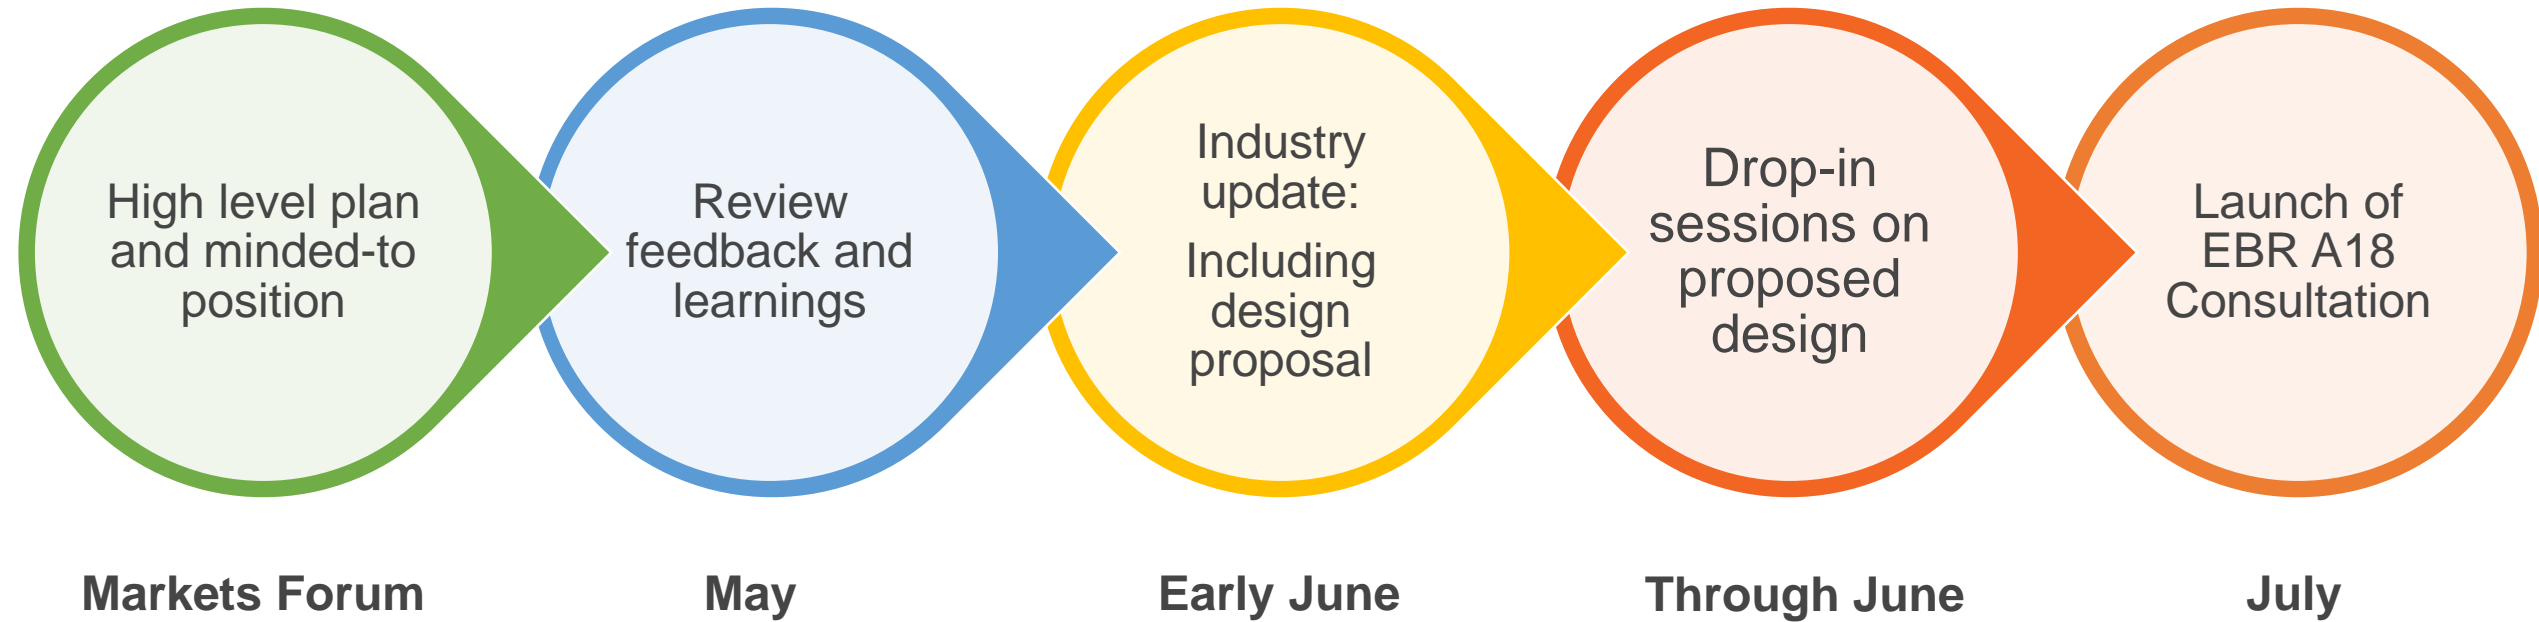 High level plan
and minded-to
position
Review
feedback and
learnings
Industry
update:
Including
design
proposal
Drop-in
sessions on
proposed
design
Launch of
EBR A18
Consultation
Markets Forum
May
Early June
Through June
July